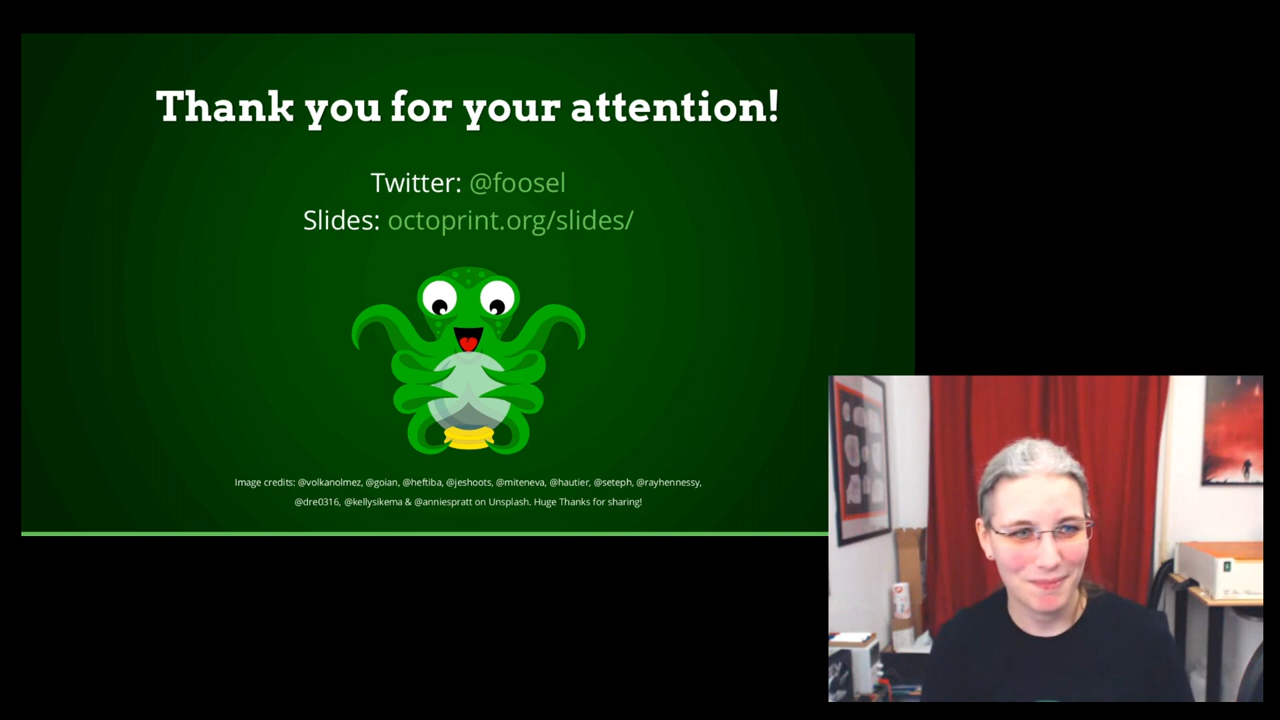 Thank you for your attention!
Twitter: @foosel
Slides: octoprint.org/slides/
Image credits: @volkanolmez, @goian, @heftiba, @jeshoots, @miteneva, @hautier, @seteph, @rayhennessy,
@dre0316, @kellysikema & @anniespratt on Unsplash. Huge Thanks for sharing!